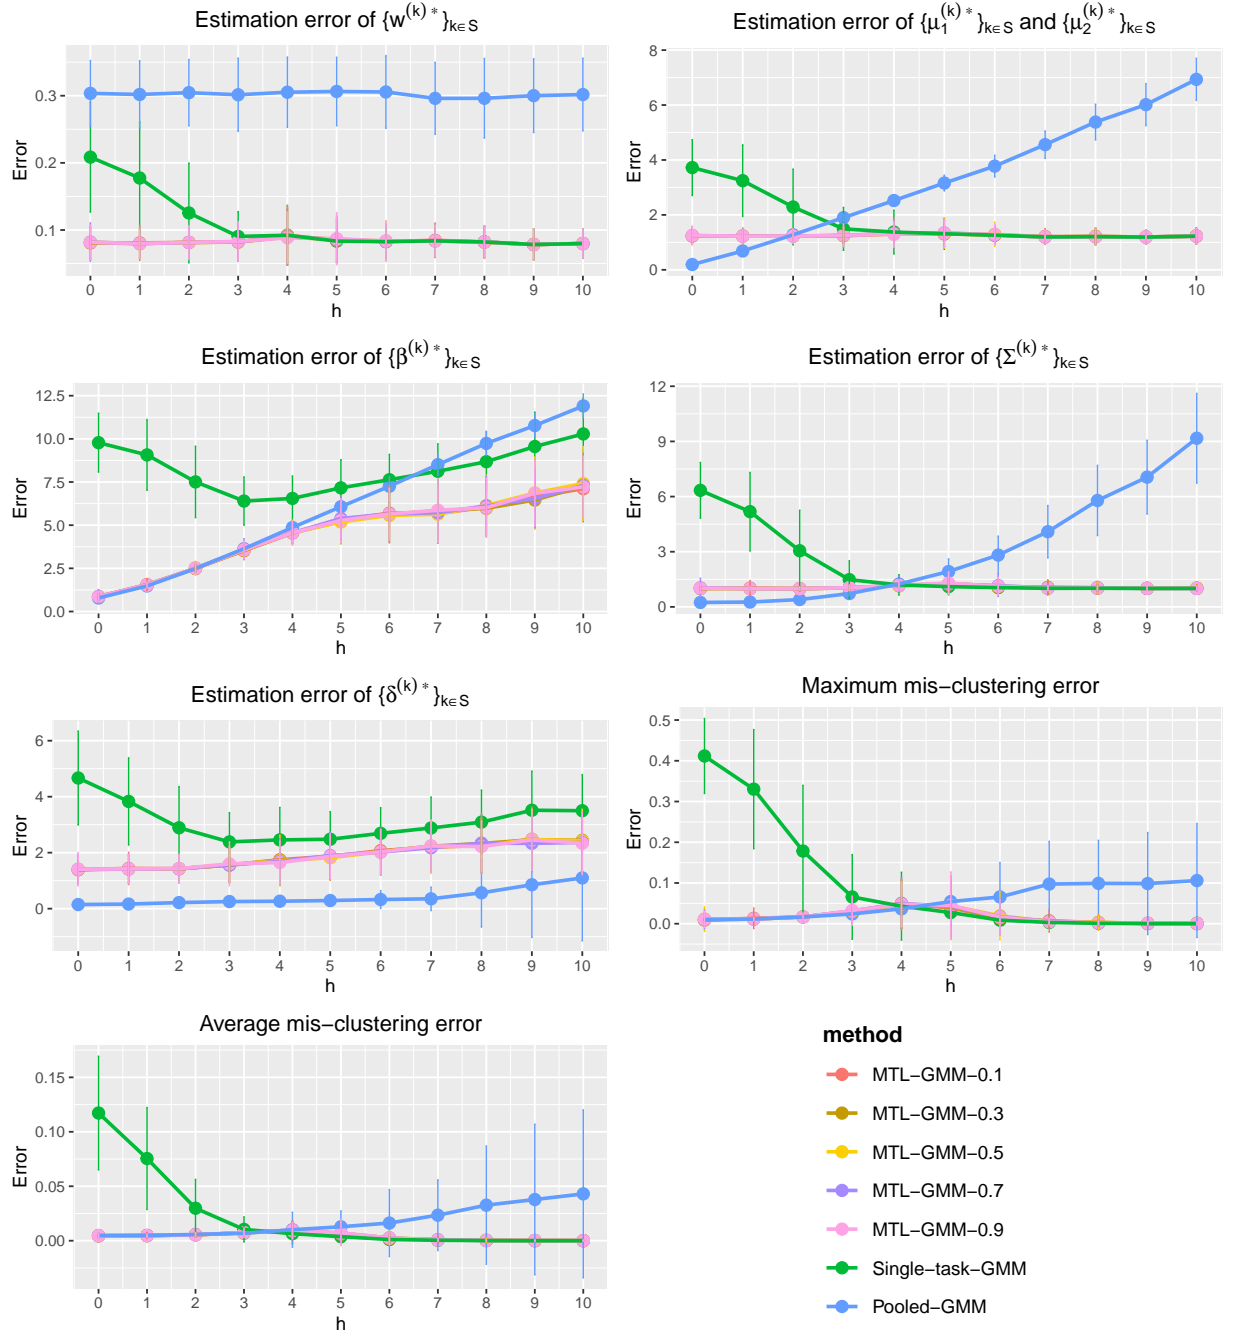 Estimation error of {w^(k)*}_k∈S
Error
0.3
0.2
0.1
0 1 2 3 4 5 6 7 8 9 10
h
Estimation error of {μ_1^(k)*}_k∈S and {μ_2^(k)*}_k∈S
Error
8
6
4
2
0
0 1 2 3 4 5 6 7 8 9 10
h
Estimation error of {β^(k)*}_k∈S
Error
12.5
10.0
7.5
5.0
2.5
0.0
0 1 2 3 4 5 6 7 8 9 10
h
Estimation error of {Σ^(k)*}_k∈S
Error
12
9
6
3
0
0 1 2 3 4 5 6 7 8 9 10
h
Estimation error of {δ^(k)*}_k∈S
Error
6
4
2
0
0 1 2 3 4 5 6 7 8 9 10
h
Maximum mis−clustering error
Error
0.5
0.4
0.3
0.2
0.1
0.0
0 1 2 3 4 5 6 7 8 9 10
h
Average mis−clustering error
Error
0.15
0.10
0.05
0.00
0 1 2 3 4 5 6 7 8 9 10
h
method
MTL−GMM−0.1
MTL−GMM−0.3
MTL−GMM−0.5
MTL−GMM−0.7
MTL−GMM−0.9
Single−task−GMM
Pooled−GMM